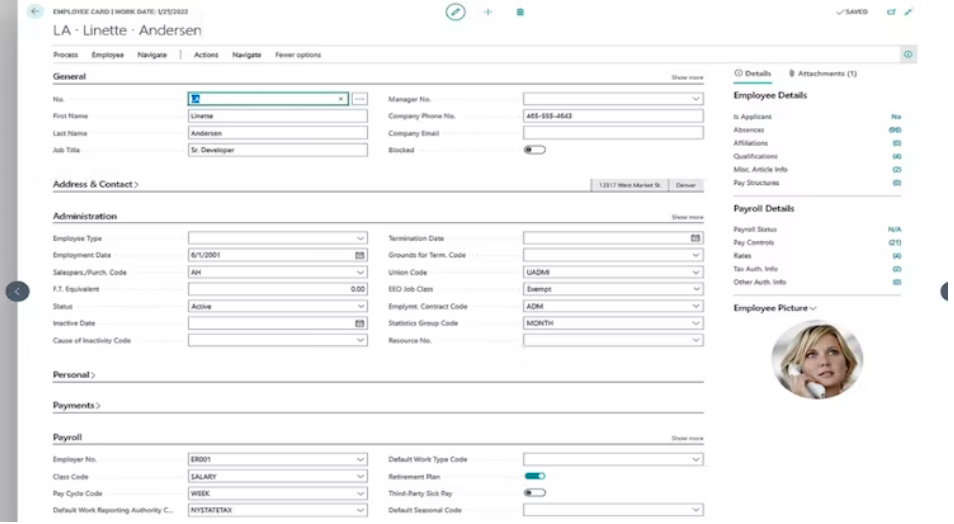 EMPLOYEE CARD | WORK DATE: 1/27/2022
SAVED
LA · Linette · Andersen
Process Employee Navigate | Actions Navigate Fewer options
General Show more
No. LA
First Name Linette
Last Name Andersen
Job Title Sr. Developer
Manager No.
Company Phone No. 465-555-4643
Company Email
Blocked
Address & Contact 12817 West Market St. Denver
Administration Show more
Employee Type
Employment Date 6/1/2001
Salespers./Purch. Code AH
F.T. Equivalent 0.00
Status Active
Inactive Date
Cause of Inactivity Code
Termination Date
Grounds for Term. Code
Union Code UADMI
EEO Job Class Exempt
Emplymt. Contract Code ADM
Statistics Group Code MONTH
Resource No.
Personal
Payments
Payroll Show more
Employer No. ER001
Class Code SALARY
Pay Cycle Code WEEK
Default Work Reporting Authority C... NYSTATETAX
Default Work Type Code
Retirement Plan
Third-Party Sick Pay
Default Seasonal Code
Details Attachments (1)
Employee Details
Is Applicant No
Absences (96)
Affiliations (0)
Qualifications (4)
Misc. Article Info (2)
Pay Structures (0)
Payroll Details
Payroll Status N/A
Pay Controls (21)
Rates (4)
Tax Auth. Info (2)
Other Auth. Info (0)
Employee Picture